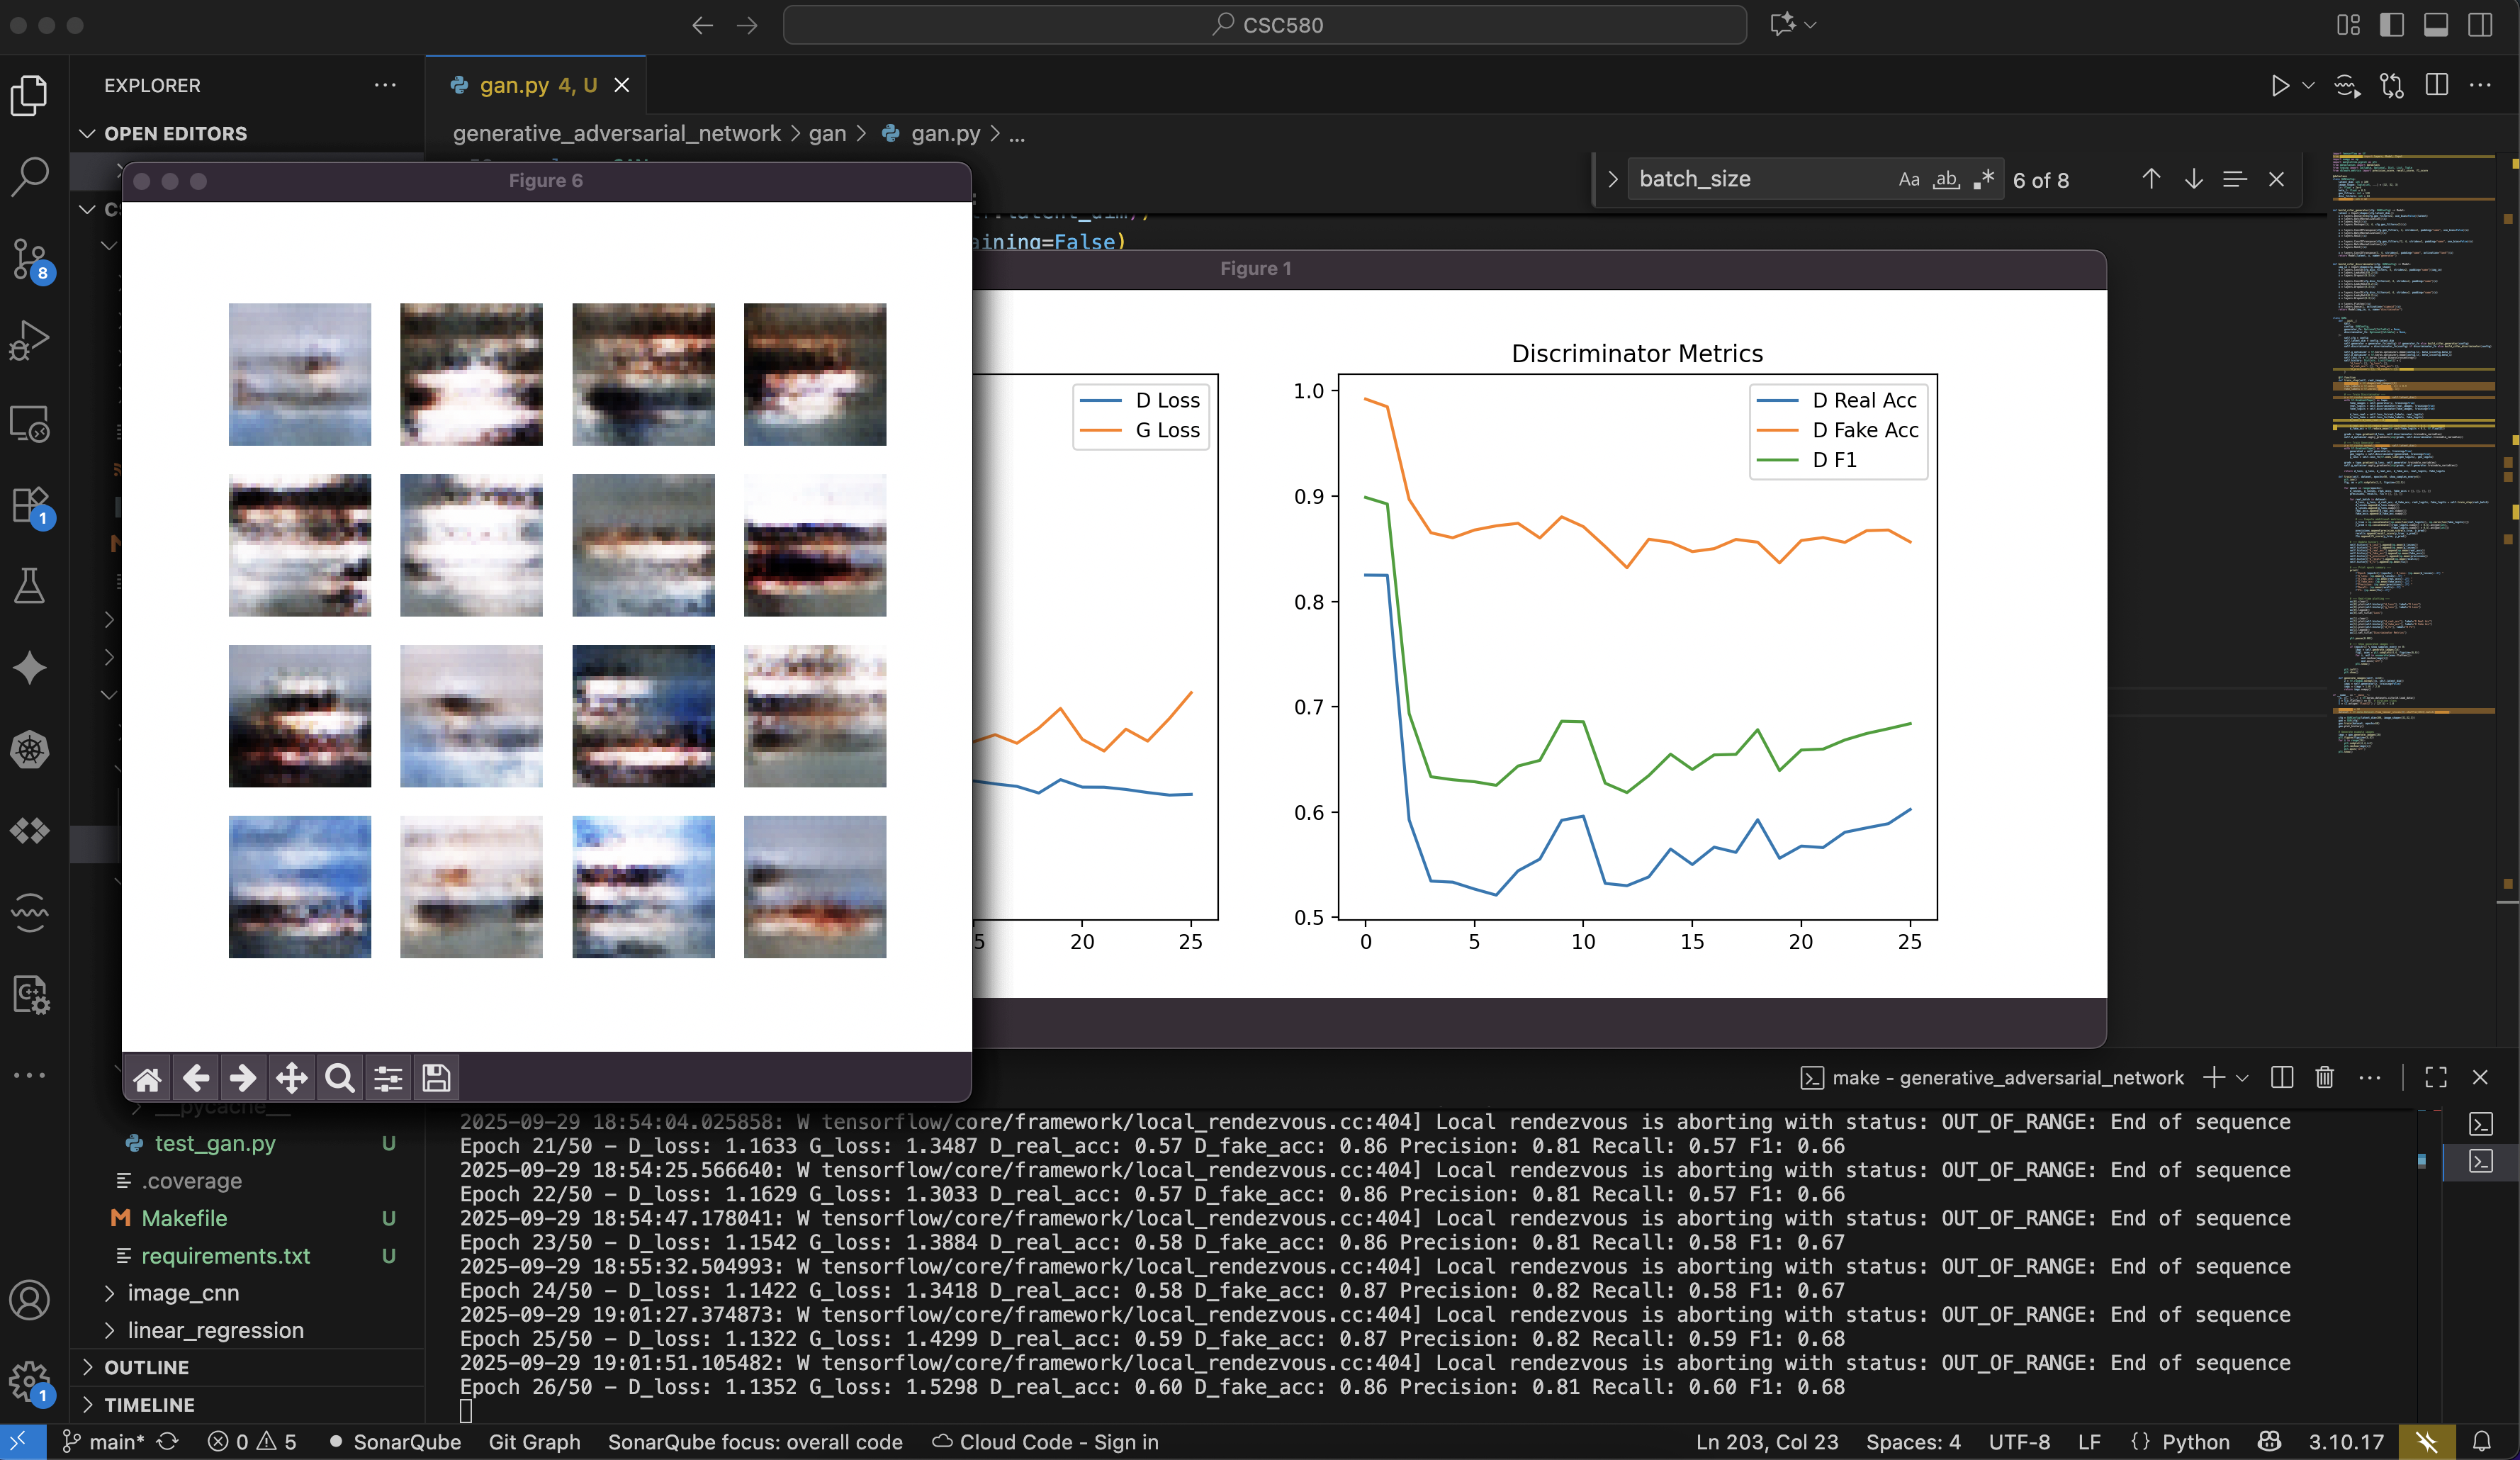 CSC580
EXPLORER
gan.py 4, U
OPEN EDITORS
generative_adversarial_network > gan > gan.py > ...
Figure 6
batch_size
Aa
ab
6 of 8
aining=False)
Figure 1
8
Discriminator Metrics
D Loss
G Loss
D Real Acc
D Fake Acc
D F1
1.0
0.9
0.8
0.7
0.6
0.5
5
20
25
0
5
10
15
20
25
1
make - generative_adversarial_network
__pycache__
test_gan.py U
.coverage
Makefile U
requirements.txt U
image_cnn
linear_regression
OUTLINE
TIMELINE
1
2025-09-29 18:54:04.025858: W tensorflow/core/framework/local_rendezvous.cc:404] Local rendezvous is aborting with status: OUT_OF_RANGE: End of sequence
Epoch 21/50 - D_loss: 1.1633 G_loss: 1.3487 D_real_acc: 0.57 D_fake_acc: 0.86 Precision: 0.81 Recall: 0.57 F1: 0.66
2025-09-29 18:54:25.566640: W tensorflow/core/framework/local_rendezvous.cc:404] Local rendezvous is aborting with status: OUT_OF_RANGE: End of sequence
Epoch 22/50 - D_loss: 1.1629 G_loss: 1.3033 D_real_acc: 0.57 D_fake_acc: 0.86 Precision: 0.81 Recall: 0.57 F1: 0.66
2025-09-29 18:54:47.178041: W tensorflow/core/framework/local_rendezvous.cc:404] Local rendezvous is aborting with status: OUT_OF_RANGE: End of sequence
Epoch 23/50 - D_loss: 1.1542 G_loss: 1.3884 D_real_acc: 0.58 D_fake_acc: 0.86 Precision: 0.81 Recall: 0.58 F1: 0.67
2025-09-29 18:55:32.504993: W tensorflow/core/framework/local_rendezvous.cc:404] Local rendezvous is aborting with status: OUT_OF_RANGE: End of sequence
Epoch 24/50 - D_loss: 1.1422 G_loss: 1.3418 D_real_acc: 0.58 D_fake_acc: 0.87 Precision: 0.82 Recall: 0.58 F1: 0.67
2025-09-29 19:01:27.374873: W tensorflow/core/framework/local_rendezvous.cc:404] Local rendezvous is aborting with status: OUT_OF_RANGE: End of sequence
Epoch 25/50 - D_loss: 1.1322 G_loss: 1.4299 D_real_acc: 0.59 D_fake_acc: 0.87 Precision: 0.82 Recall: 0.59 F1: 0.68
2025-09-29 19:01:51.105482: W tensorflow/core/framework/local_rendezvous.cc:404] Local rendezvous is aborting with status: OUT_OF_RANGE: End of sequence
Epoch 26/50 - D_loss: 1.1352 G_loss: 1.5298 D_real_acc: 0.60 D_fake_acc: 0.86 Precision: 0.81 Recall: 0.60 F1: 0.68
main* 0 5 SonarQube Git Graph SonarQube focus: overall code Cloud Code - Sign in Ln 203, Col 23 Spaces: 4 UTF-8 LF {} Python 3.10.17